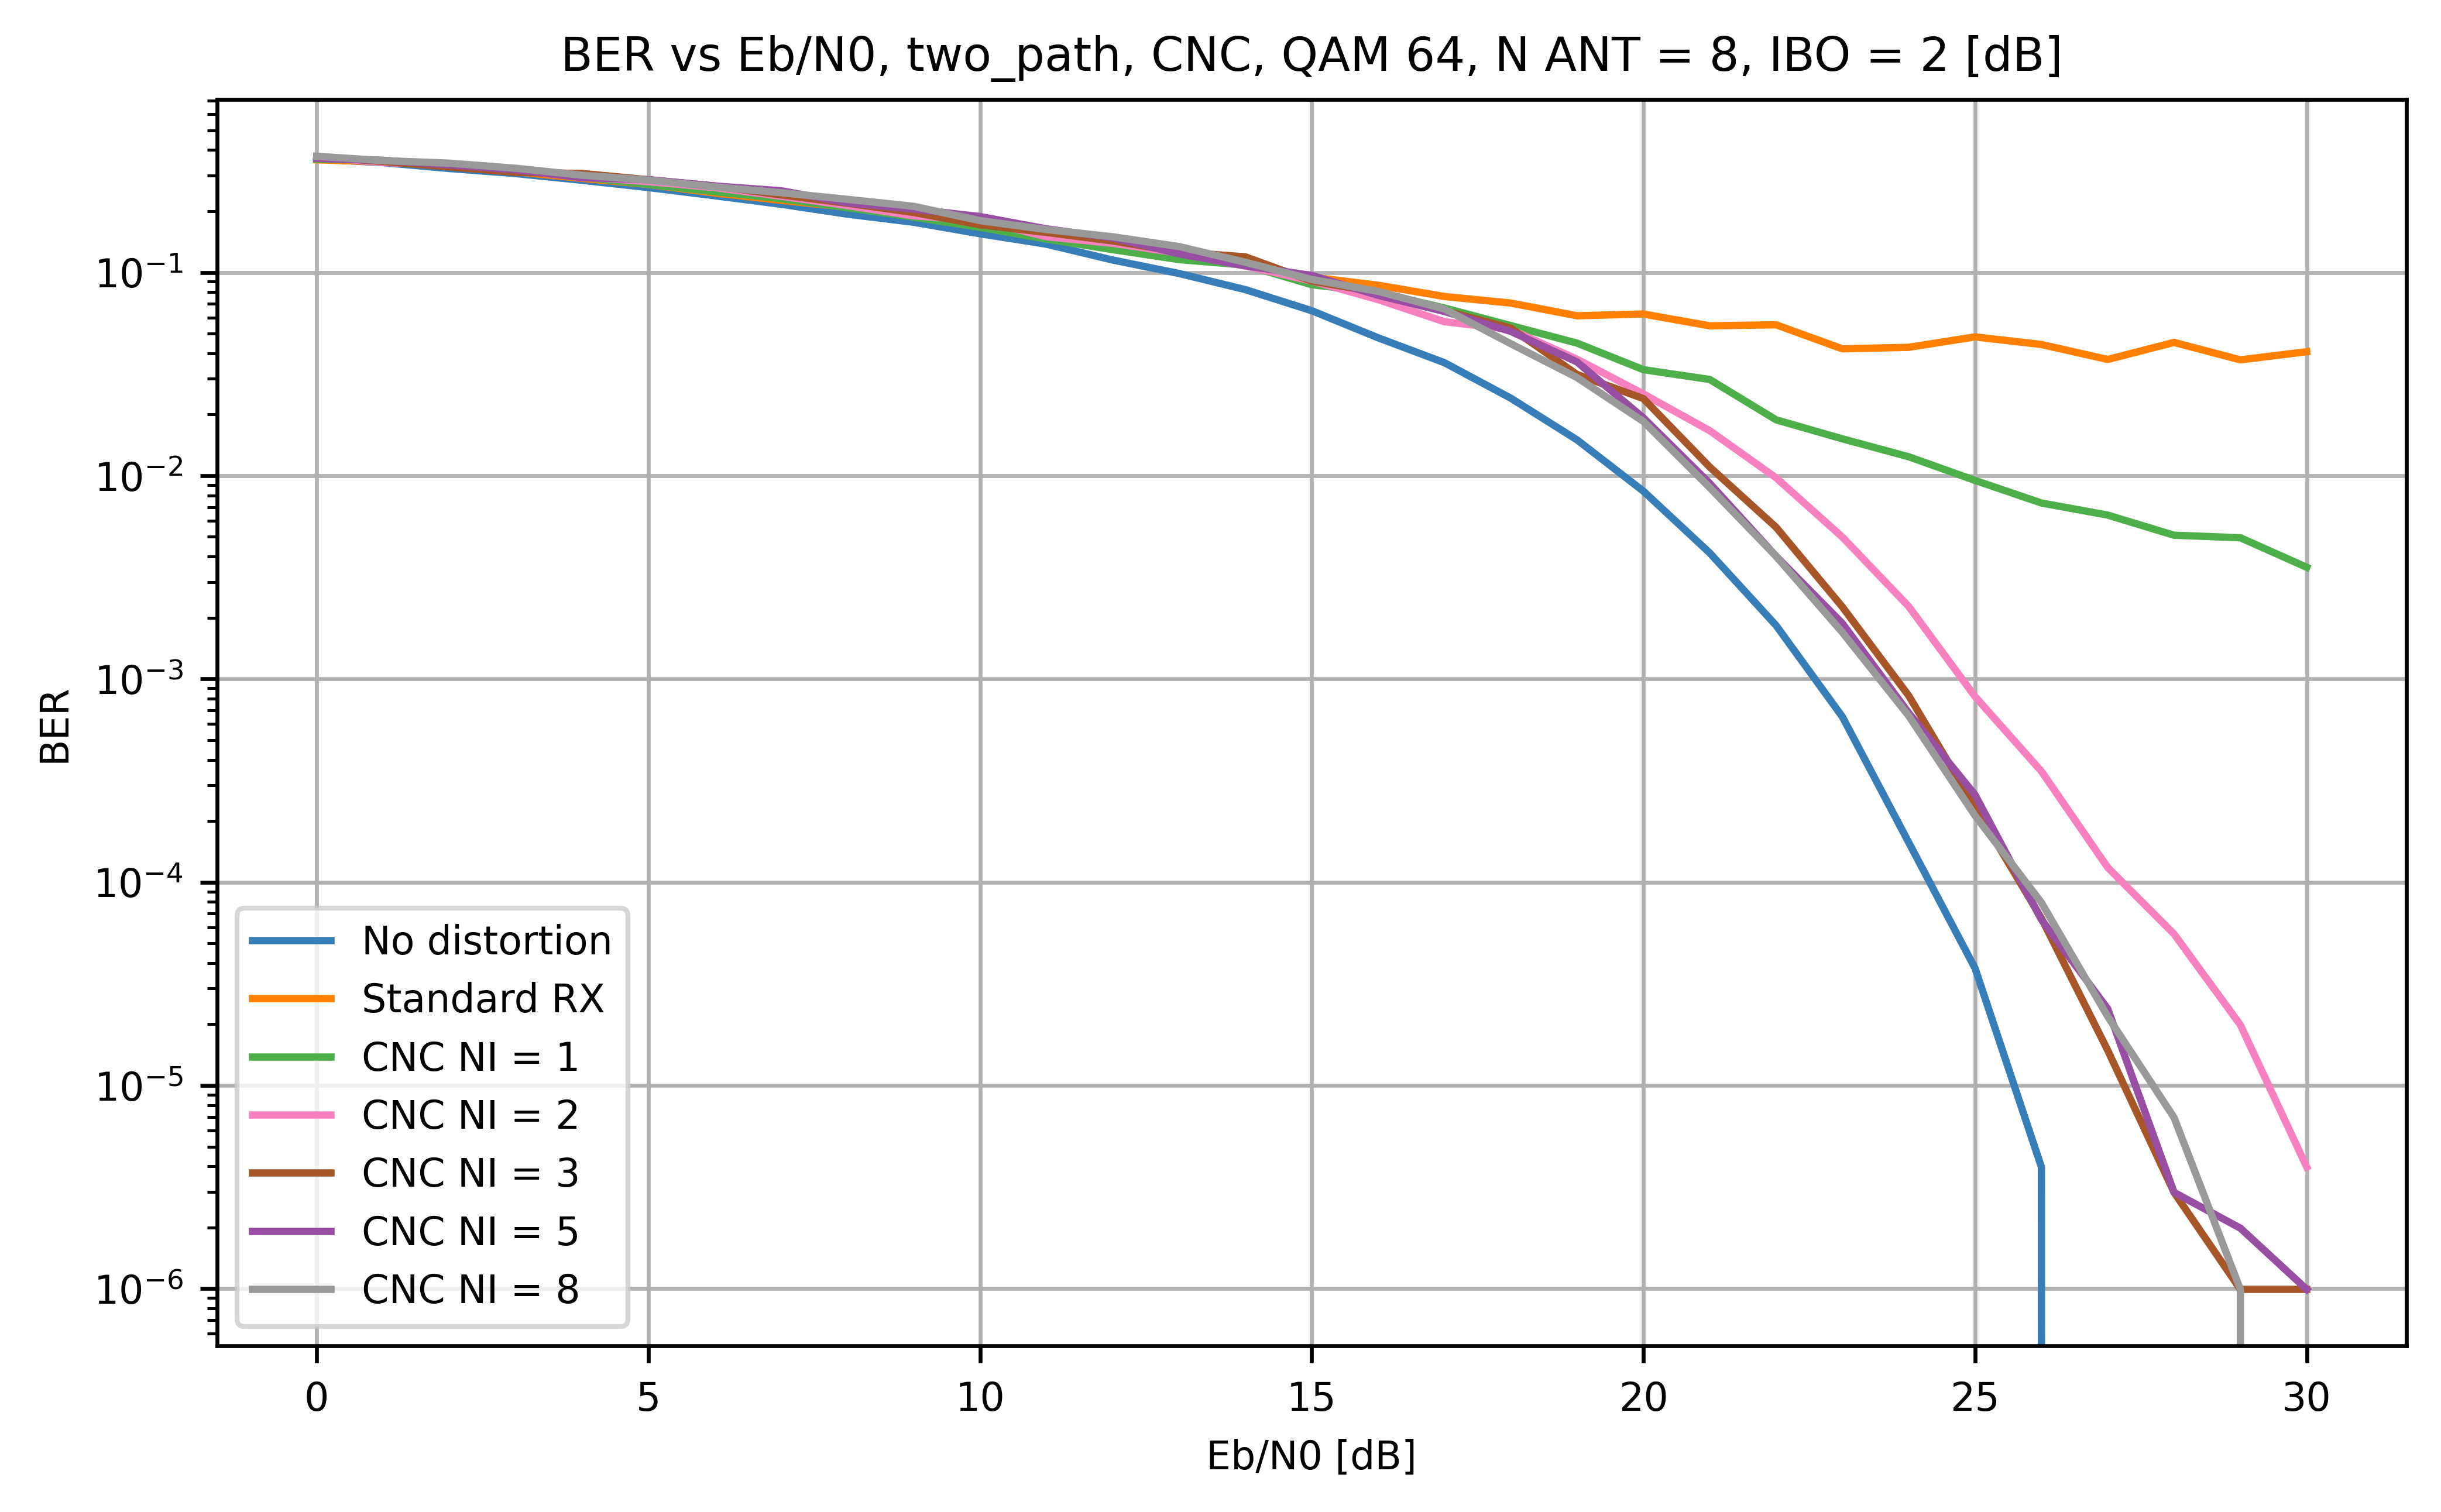 BER vs Eb/N0, two_path, CNC, QAM 64, N ANT = 8, IBO = 2 [dB]
BER
10⁻¹
10⁻²
10⁻³
10⁻⁴
10⁻⁵
10⁻⁶
No distortion
Standard RX
CNC NI = 1
CNC NI = 2
CNC NI = 3
CNC NI = 5
CNC NI = 8
0 5 10 15 20 25 30
Eb/N0 [dB]